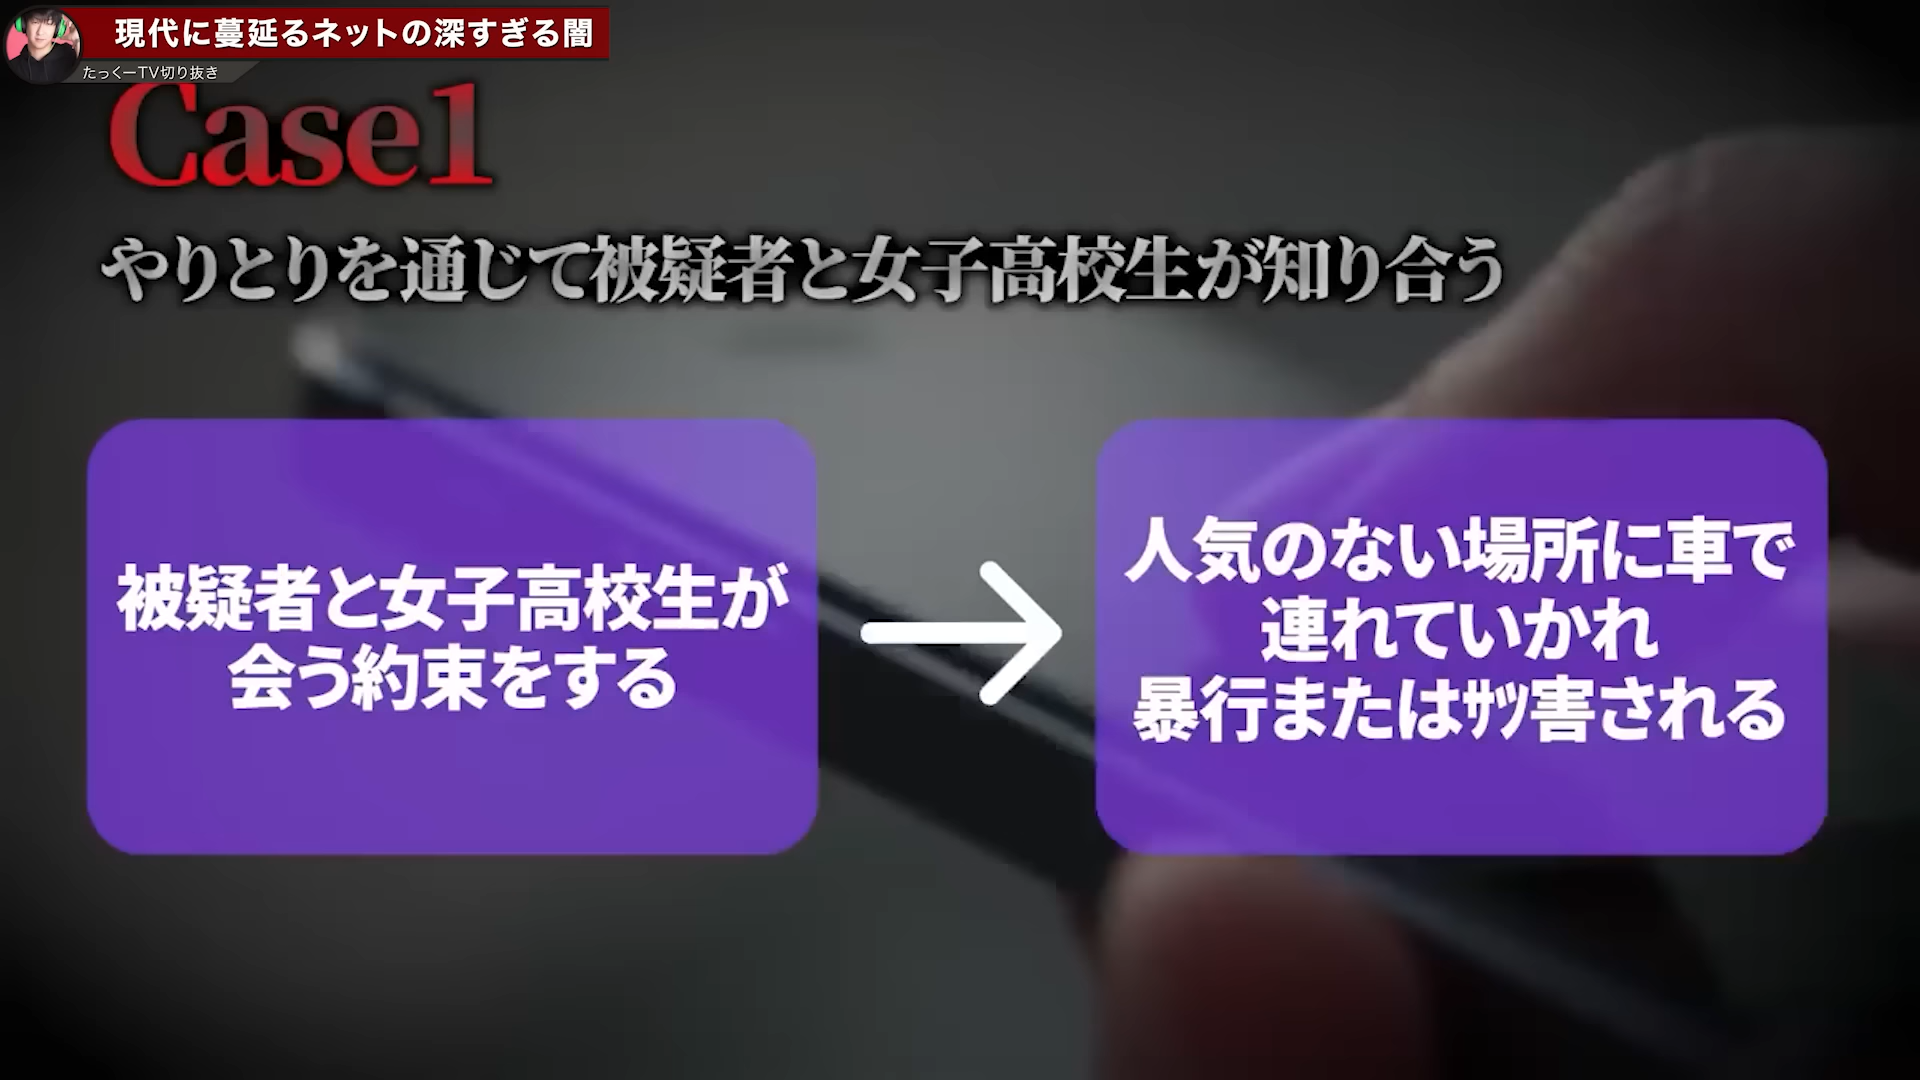 現代に蔓延るネットの深すぎる闇
たっくーTV切り抜き
Case1
やりとりを通じて被疑者と女子高校生が知り合う
被疑者と女子高校生が
会う約束をする
人気のない場所に車で
連れていかれ
暴行またはｻﾂ害される